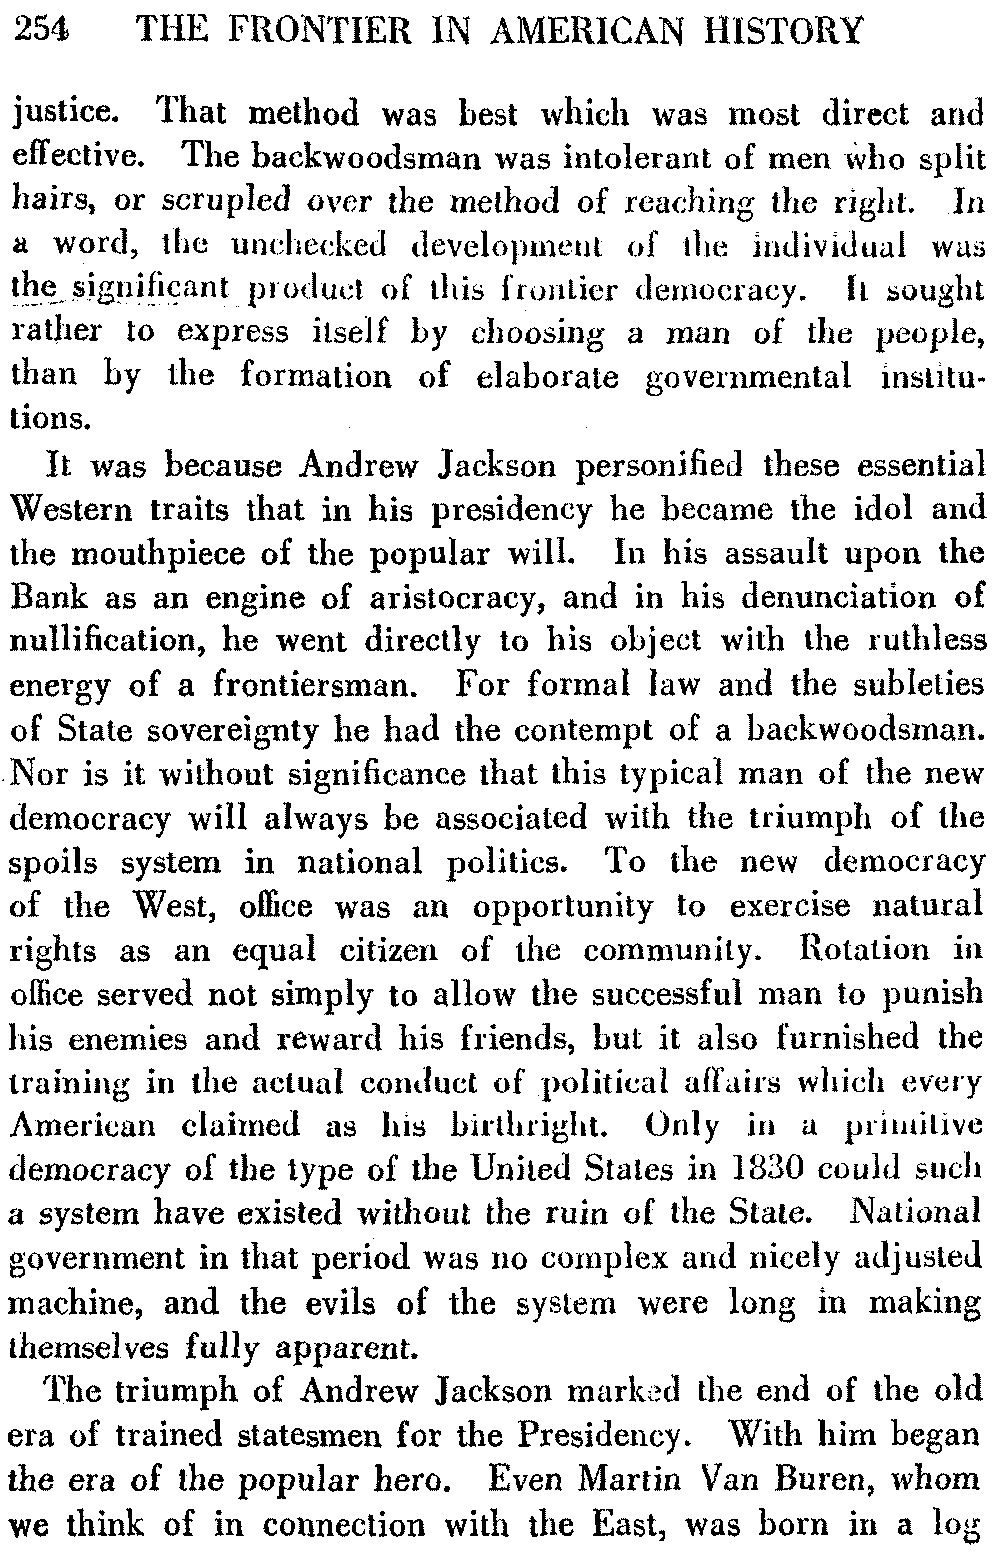 254 THE FRONTIER IN AMERICAN HISTORY
justice. That method was best which was most direct and
effective. The backwoodsman was intolerant of men who split
hairs, or scrupled over the method of reaching the right. In
a word, the unchecked development of the individual was
the significant product of this frontier democracy. It sought
rather to express itself by choosing a man of the people,
than by the formation of elaborate governmental institu-
tions.
It was because Andrew Jackson personified these essential
Western traits that in his presidency he became the idol and
the mouthpiece of the popular will. In his assault upon the
Bank as an engine of aristocracy, and in his denunciation of
nullification, he went directly to his object with the ruthless
energy of a frontiersman. For formal law and the subleties
of State sovereignty he had the contempt of a backwoodsman.
Nor is it without significance that this typical man of the new
democracy will always be associated with the triumph of the
spoils system in national politics. To the new democracy
of the West, office was an opportunity to exercise natural
rights as an equal citizen of the community. Rotation in
office served not simply to allow the successful man to punish
his enemies and reward his friends, but it also furnished the
training in the actual conduct of political affairs which every
American claimed as his birthright. Only in a primitive
democracy of the type of the United States in 1830 could such
a system have existed without the ruin of the State. National
government in that period was no complex and nicely adjusted
machine, and the evils of the system were long in making
themselves fully apparent.
The triumph of Andrew Jackson marked the end of the old
era of trained statesmen for the Presidency. With him began
the era of the popular hero. Even Martin Van Buren, whom
we think of in connection with the East, was born in a log